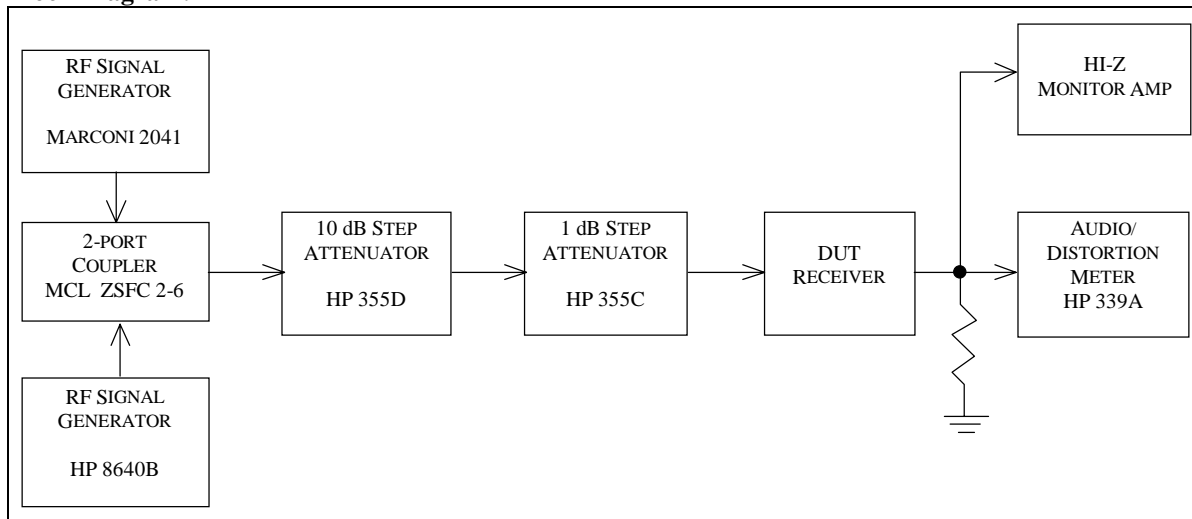 RF SIGNAL
GENERATOR
MARCONI 2041
2-PORT
COUPLER
MCL ZSFC 2-6
RF SIGNAL
GENERATOR
HP 8640B
10 dB STEP
ATTENUATOR
HP 355D
1 dB STEP
ATTENUATOR
HP 355C
DUT
RECEIVER
HI-Z
MONITOR AMP
AUDIO/
DISTORTION
METER
HP 339A